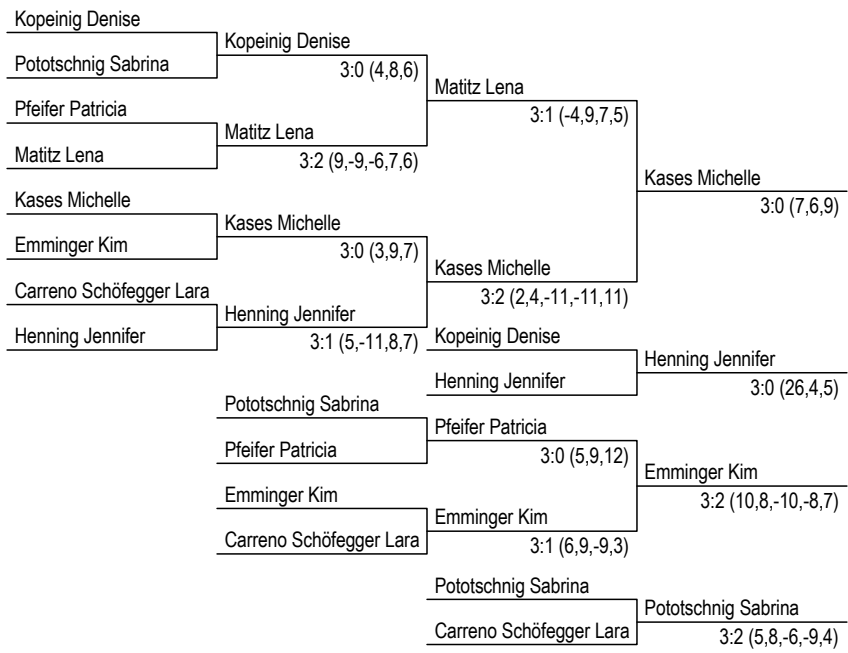 Kopeinig Denise
Kopeinig Denise
Pototschnig Sabrina
3:0 (4,8,6)
Matitz Lena
Pfeifer Patricia
3:1 (-4,9,7,5)
Matitz Lena
Matitz Lena
3:2 (9,-9,-6,7,6)
Kases Michelle
Kases Michelle
3:0 (7,6,9)
Kases Michelle
Emminger Kim
3:0 (3,9,7)
Kases Michelle
Carreno Schöfegger Lara
3:2 (2,4,-11,-11,11)
Henning Jennifer
Henning Jennifer
3:1 (5,-11,8,7)
Kopeinig Denise
Henning Jennifer
Henning Jennifer
3:0 (26,4,5)
Pototschnig Sabrina
Pfeifer Patricia
Pfeifer Patricia
3:0 (5,9,12)
Emminger Kim
Emminger Kim
3:2 (10,8,-10,-8,7)
Emminger Kim
Carreno Schöfegger Lara
3:1 (6,9,-9,3)
Pototschnig Sabrina
Pototschnig Sabrina
Carreno Schöfegger Lara
3:2 (5,8,-6,-9,4)